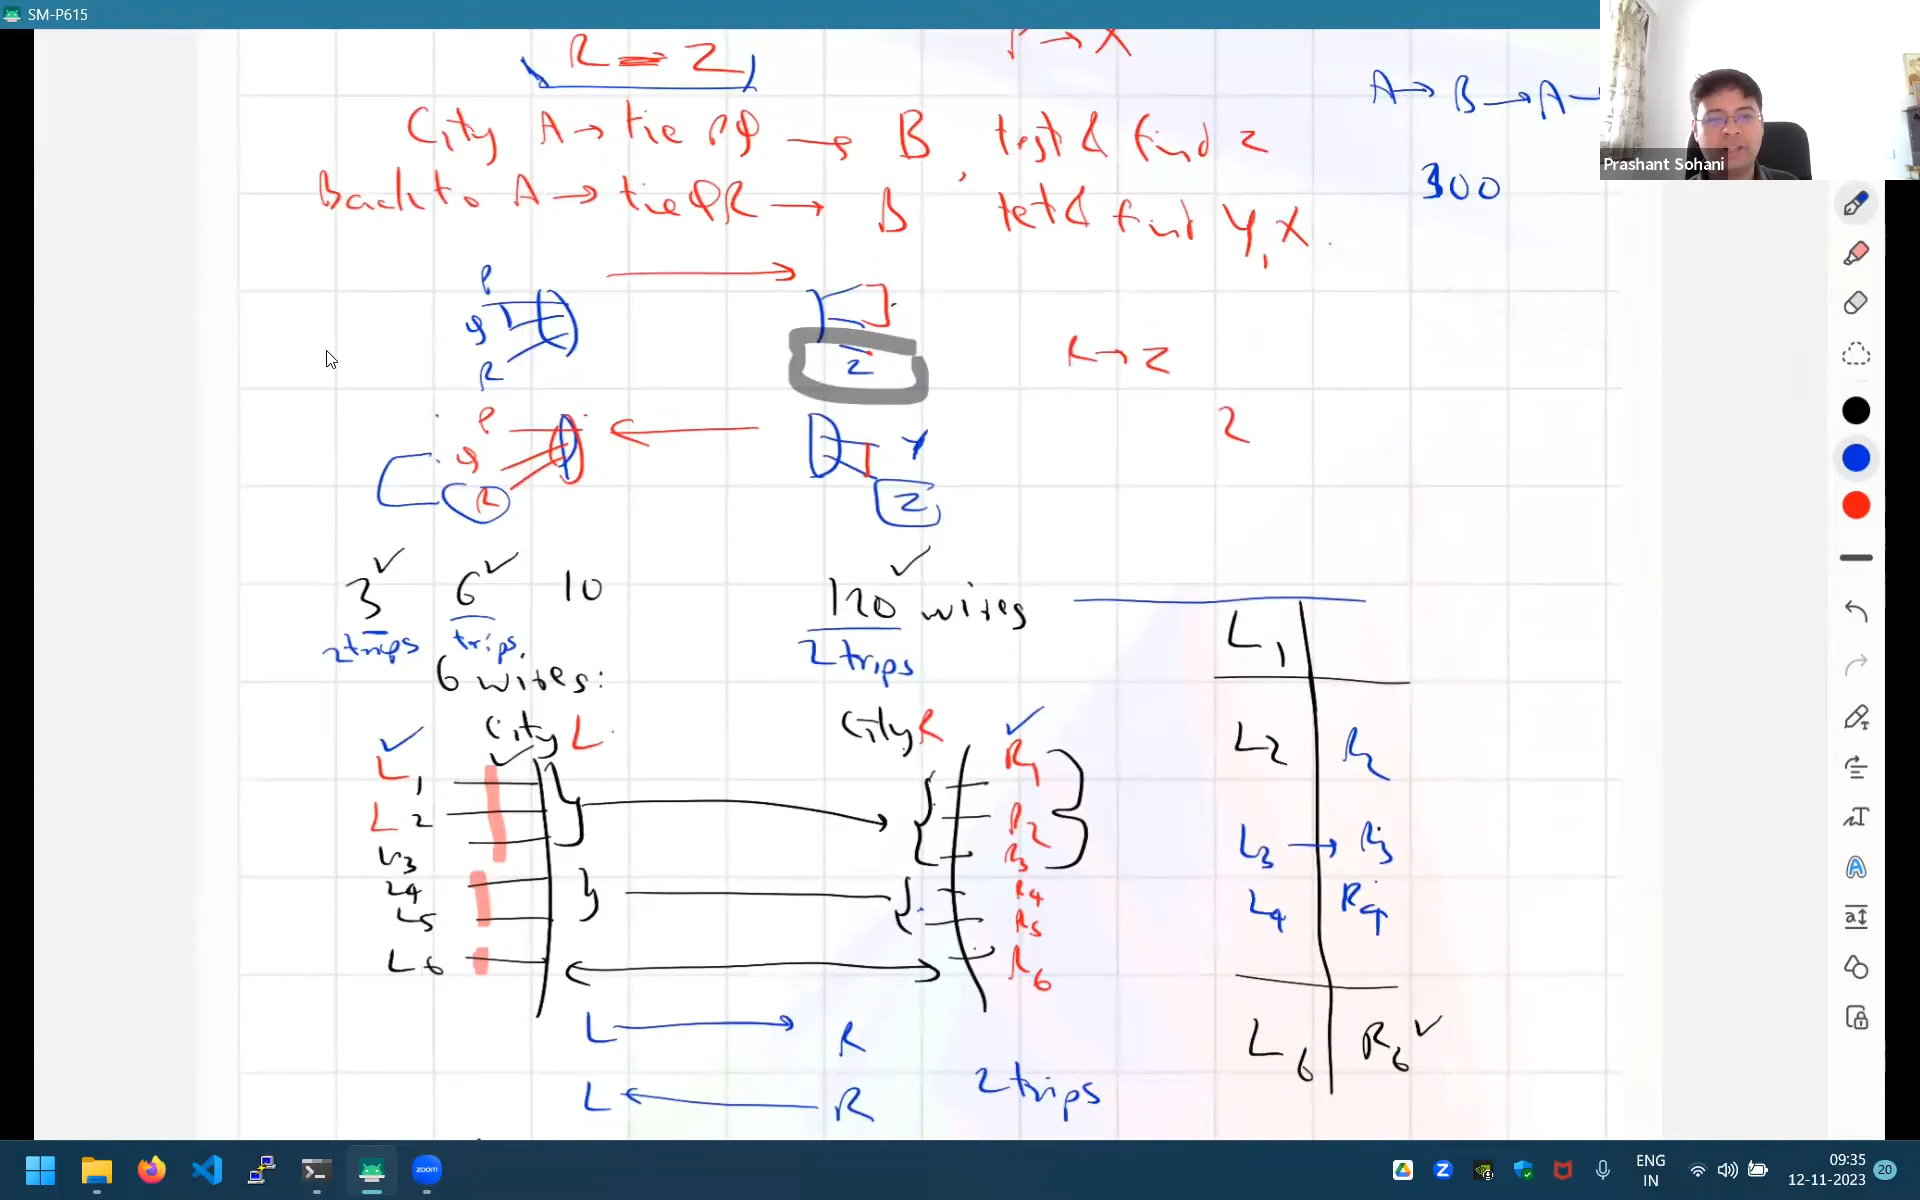 SM-P615
Prashant Sohani
R = Z
→ X
A → B → A
City A → tie PQ → B, test & find z
300
Back to A → tie QR → B test & find Y, X.
P
Q
R
Z
R → Z
P
Q
R
Y
Z
2
3 6 10 120 wires
2 trips trips. 2 trips
6 wires:
City L City R
L1 R1
L2 R2
L3 R3
L4 R4
L5 R5
L6 R6
L → R
L ← R
2 trips
L1
L2 R2
L3 → R3
L4 R4
L6 R6
zoom
ENG
IN
09:35
12-11-2023
20